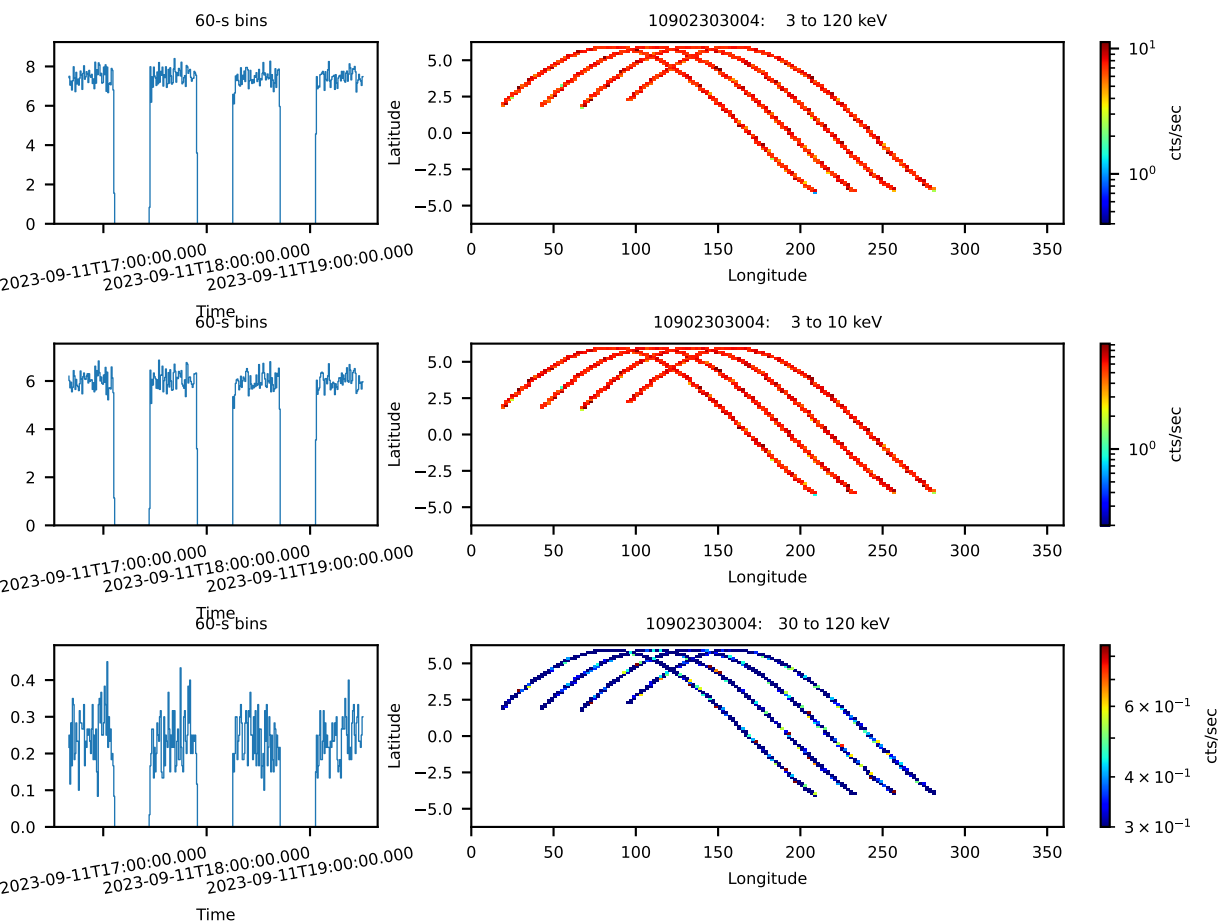 60-s bins
10902303004:   3 to 120 keV
8
6
4
2
0
2023-09-11T17:00:00.000
2023-09-11T18:00:00.000
2023-09-11T19:00:00.000
Time
Latitude
5.0
2.5
0.0
−2.5
−5.0
0 50 100 150 200 250 300 350
Longitude
10¹
10⁰
cts/sec
60-s bins
10902303004:   3 to 10 keV
6
4
2
0
2023-09-11T17:00:00.000
2023-09-11T18:00:00.000
2023-09-11T19:00:00.000
Time
Latitude
5.0
2.5
0.0
−2.5
−5.0
0 50 100 150 200 250 300 350
Longitude
10⁰
cts/sec
60-s bins
10902303004:   30 to 120 keV
0.4
0.3
0.2
0.1
0.0
2023-09-11T17:00:00.000
2023-09-11T18:00:00.000
2023-09-11T19:00:00.000
Time
Latitude
5.0
2.5
0.0
−2.5
−5.0
0 50 100 150 200 250 300 350
Longitude
6 × 10⁻¹
4 × 10⁻¹
3 × 10⁻¹
cts/sec